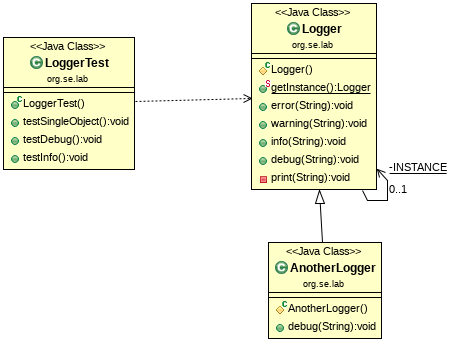 <<Java Class>>
LoggerTest
org.se.lab
LoggerTest()
testSingleObject():void
testDebug():void
testInfo():void
<<Java Class>>
Logger
org.se.lab
Logger()
getInstance():Logger
error(String):void
warning(String):void
info(String):void
debug(String):void
print(String):void
-INSTANCE
0..1
<<Java Class>>
AnotherLogger
org.se.lab
AnotherLogger()
debug(String):void